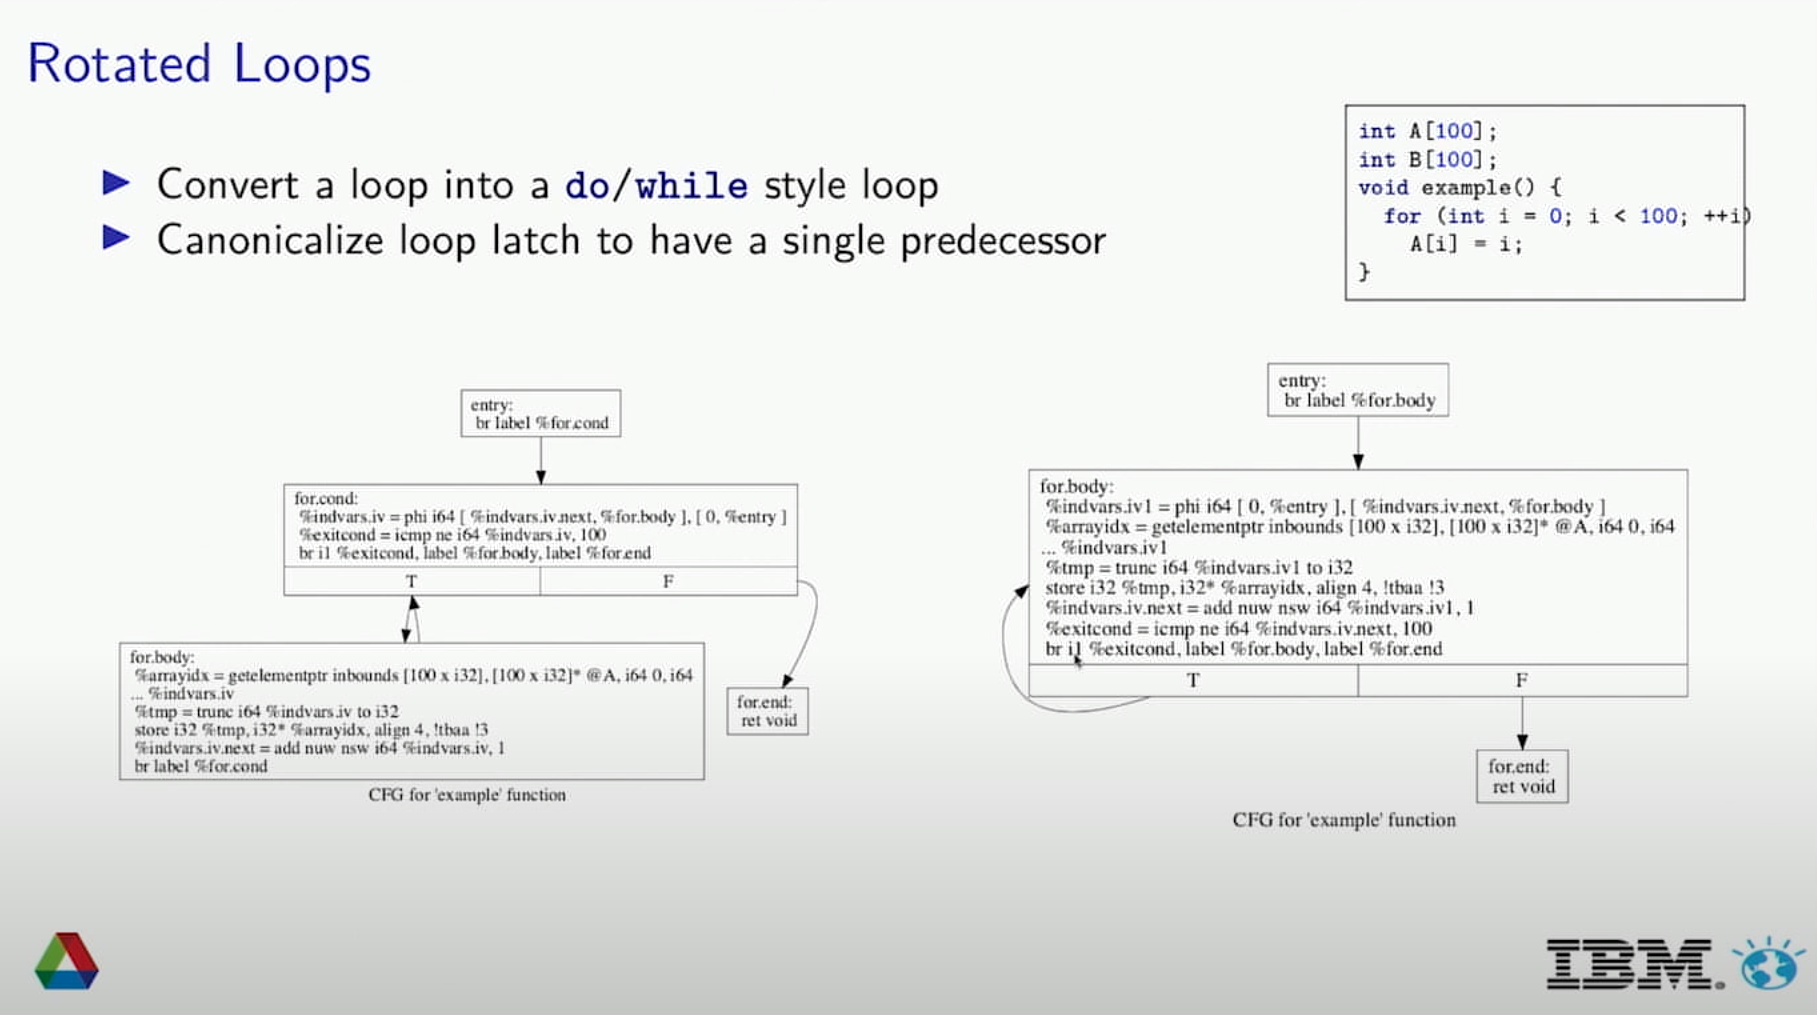 Rotated Loops
▶ Convert a loop into a do/while style loop
▶ Canonicalize loop latch to have a single predecessor
int A[100];
int B[100];
void example() {
for (int i = 0; i < 100; ++i)
A[i] = i;
}
entry:
br label %for.cond
for.cond:
%indvars.iv = phi i64 [ %indvars.iv.next, %for.body ], [ 0, %entry ]
%exitcond = icmp ne i64 %indvars.iv, 100
br i1 %exitcond, label %for.body, label %for.end
T F
for.body:
%arrayidx = getelementptr inbounds [100 x i32], [100 x i32]* @A, i64 0, i64
... %indvars.iv
%tmp = trunc i64 %indvars.iv to i32
store i32 %tmp, i32* %arrayidx, align 4, !tbaa !3
%indvars.iv.next = add nuw nsw i64 %indvars.iv, 1
br label %for.cond
for.end:
ret void
CFG for 'example' function
entry:
br label %for.body
for.body:
%indvars.iv1 = phi i64 [ 0, %entry ], [ %indvars.iv.next, %for.body ]
%arrayidx = getelementptr inbounds [100 x i32], [100 x i32]* @A, i64 0, i64
... %indvars.iv1
%tmp = trunc i64 %indvars.iv1 to i32
store i32 %tmp, i32* %arrayidx, align 4, !tbaa !3
%indvars.iv.next = add nuw nsw i64 %indvars.iv1, 1
%exitcond = icmp ne i64 %indvars.iv.next, 100
br i1 %exitcond, label %for.body, label %for.end
T F
for.end:
ret void
CFG for 'example' function
IBM.